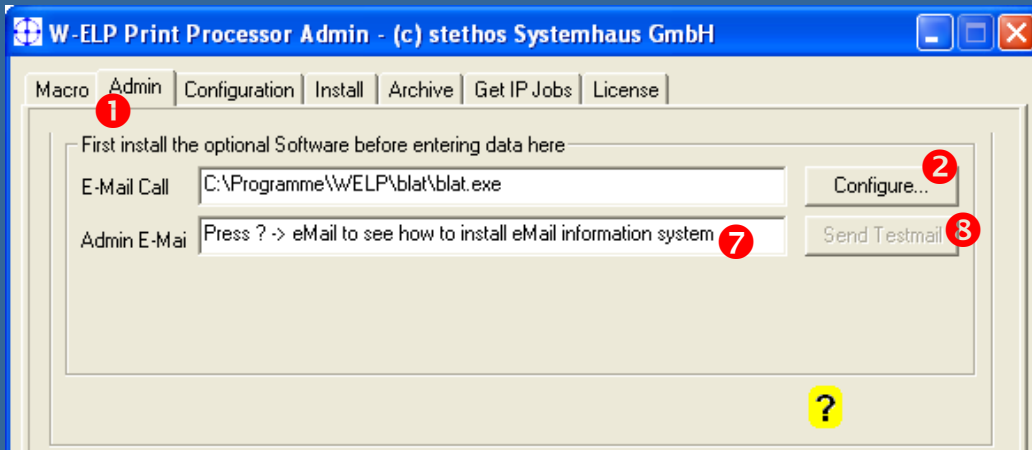 W-ELP Print Processor Admin - (c) stethos Systemhaus GmbH
Macro Admin Configuration Install Archive Get IP Jobs License
1
First install the optional Software before entering data here
E-Mail Call C:\Programme\WELP\blat\blat.exe Configure... 2
Admin E-Mai Press ? -> eMail to see how to install eMail information system 7 Send Testmail 8
?